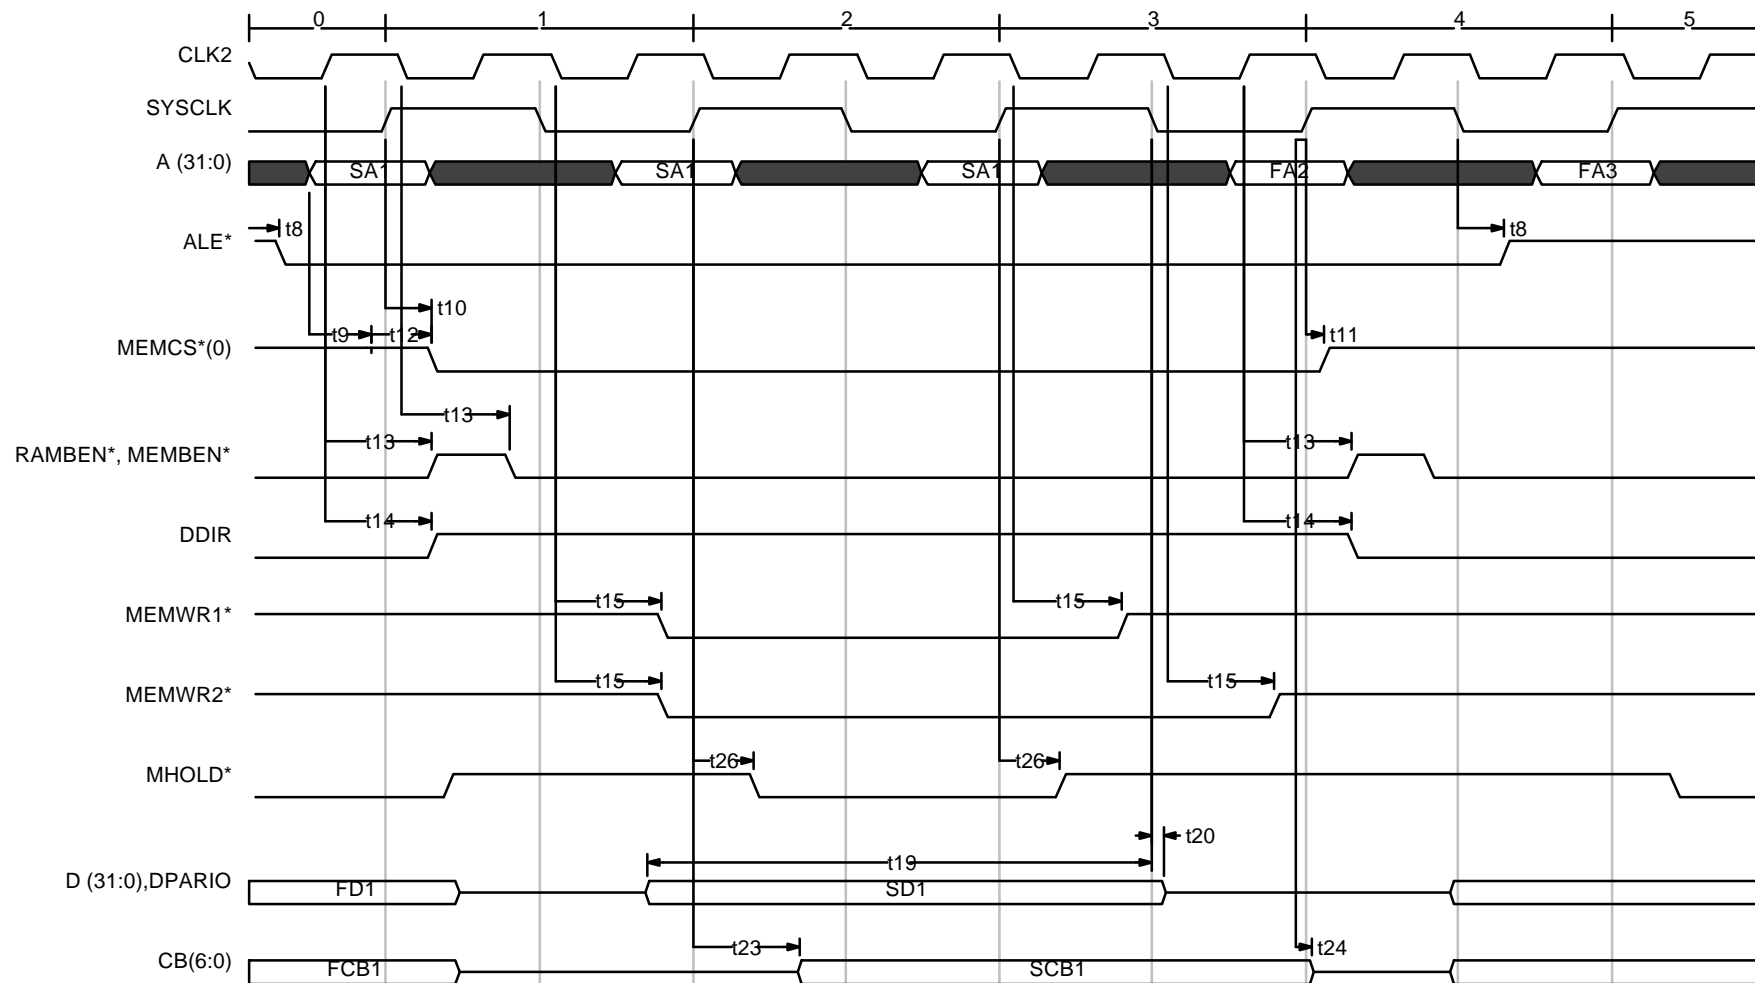 0 1 2 3 4 5
CLK2
SYSCLK
A (31:0) SA1 SA1 SA1 FA2 FA3
t8 t8
ALE*
t10
t9 t12 t11
MEMCS*(0)
t13
t13 t13
RAMBEN*, MEMBEN*
t14 t14
DDIR
t15 t15
MEMWR1*
t15 t15
MEMWR2*
t26 t26
MHOLD*
t20
t19
D (31:0),DPARIO FD1 SD1
t23 t24
CB(6:0) FCB1 SCB1